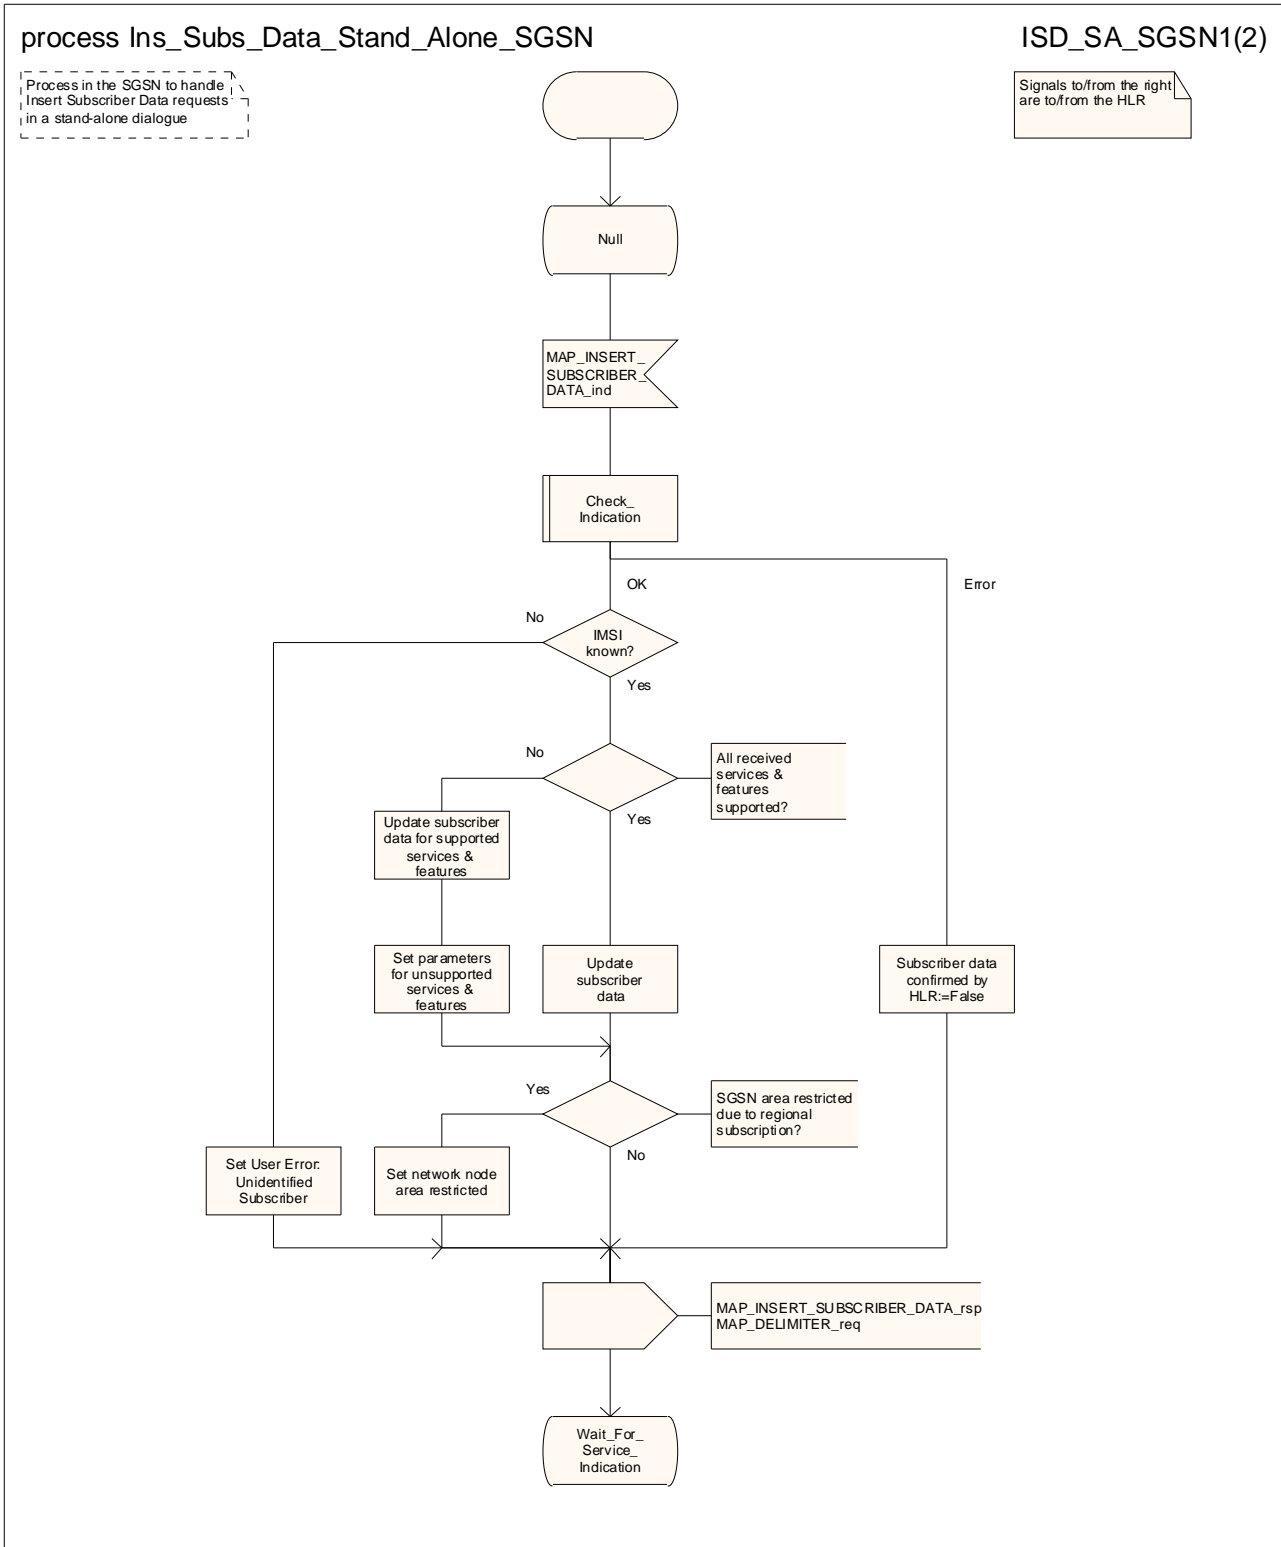 process Ins_Subs_Data_Stand_Alone_SGSN
ISD_SA_SGSN1(2)
Process in the SGSN to handle
Insert Subscriber Data requests
in a stand-alone dialogue
Signals to/from the right
are to/from the HLR
Null
MAP_INSERT_
SUBSCRIBER_
DATA_ind
Check_
Indication
OK
Error
No
IMSI
known?
Yes
No
All received
services &
features
supported?
Yes
Update subscriber
data for supported
services &
features
Set parameters
for unsupported
services &
features
Update
subscriber
data
Subscriber data
confirmed by
HLR:=False
Yes
SGSN area restricted
due to regional
subscription?
No
Set User Error:
Unidentified
Subscriber
Set network node
area restricted
MAP_INSERT_SUBSCRIBER_DATA_rsp
MAP_DELIMITER_req
Wait_For_
Service_
Indication